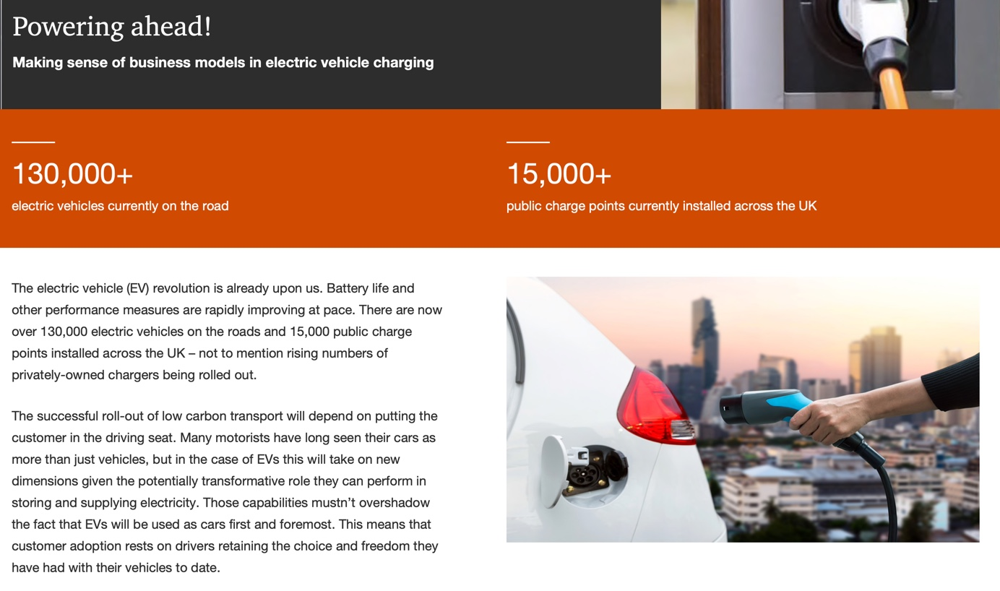 Powering ahead!
Making sense of business models in electric vehicle charging
130,000+
electric vehicles currently on the road
15,000+
public charge points currently installed across the UK
The electric vehicle (EV) revolution is already upon us. Battery life and
other performance measures are rapidly improving at pace. There are now
over 130,000 electric vehicles on the roads and 15,000 public charge
points installed across the UK – not to mention rising numbers of
privately-owned chargers being rolled out.
The successful roll-out of low carbon transport will depend on putting the
customer in the driving seat. Many motorists have long seen their cars as
more than just vehicles, but in the case of EVs this will take on new
dimensions given the potentially transformative role they can perform in
storing and supplying electricity. Those capabilities mustn’t overshadow
the fact that EVs will be used as cars first and foremost. This means that
customer adoption rests on drivers retaining the choice and freedom they
have had with their vehicles to date.